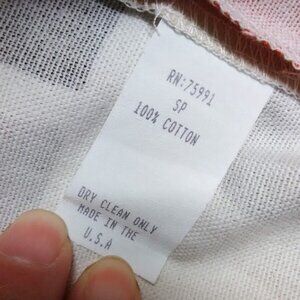 RN:75991
SP
100% COTTON
DRY CLEAN ONLY
MADE IN THE
U.S.A